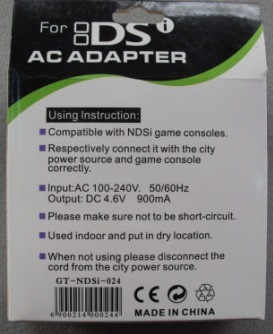 For DSi
AC ADAPTER
Using Instruction:
Compatible with NDSi game consoles.
Respectively connect it with the city
power source and game console
correctly.
Input:AC 100-240V. 50/60Hz
Output: DC 4.6V 900mA
Please make sure not to be short-circuit.
Used indoor and put in dry location.
When not using please disconnect the
cord from the city power source.
GT-NDSi-024
6900214000244
CE
MADE IN CHINA